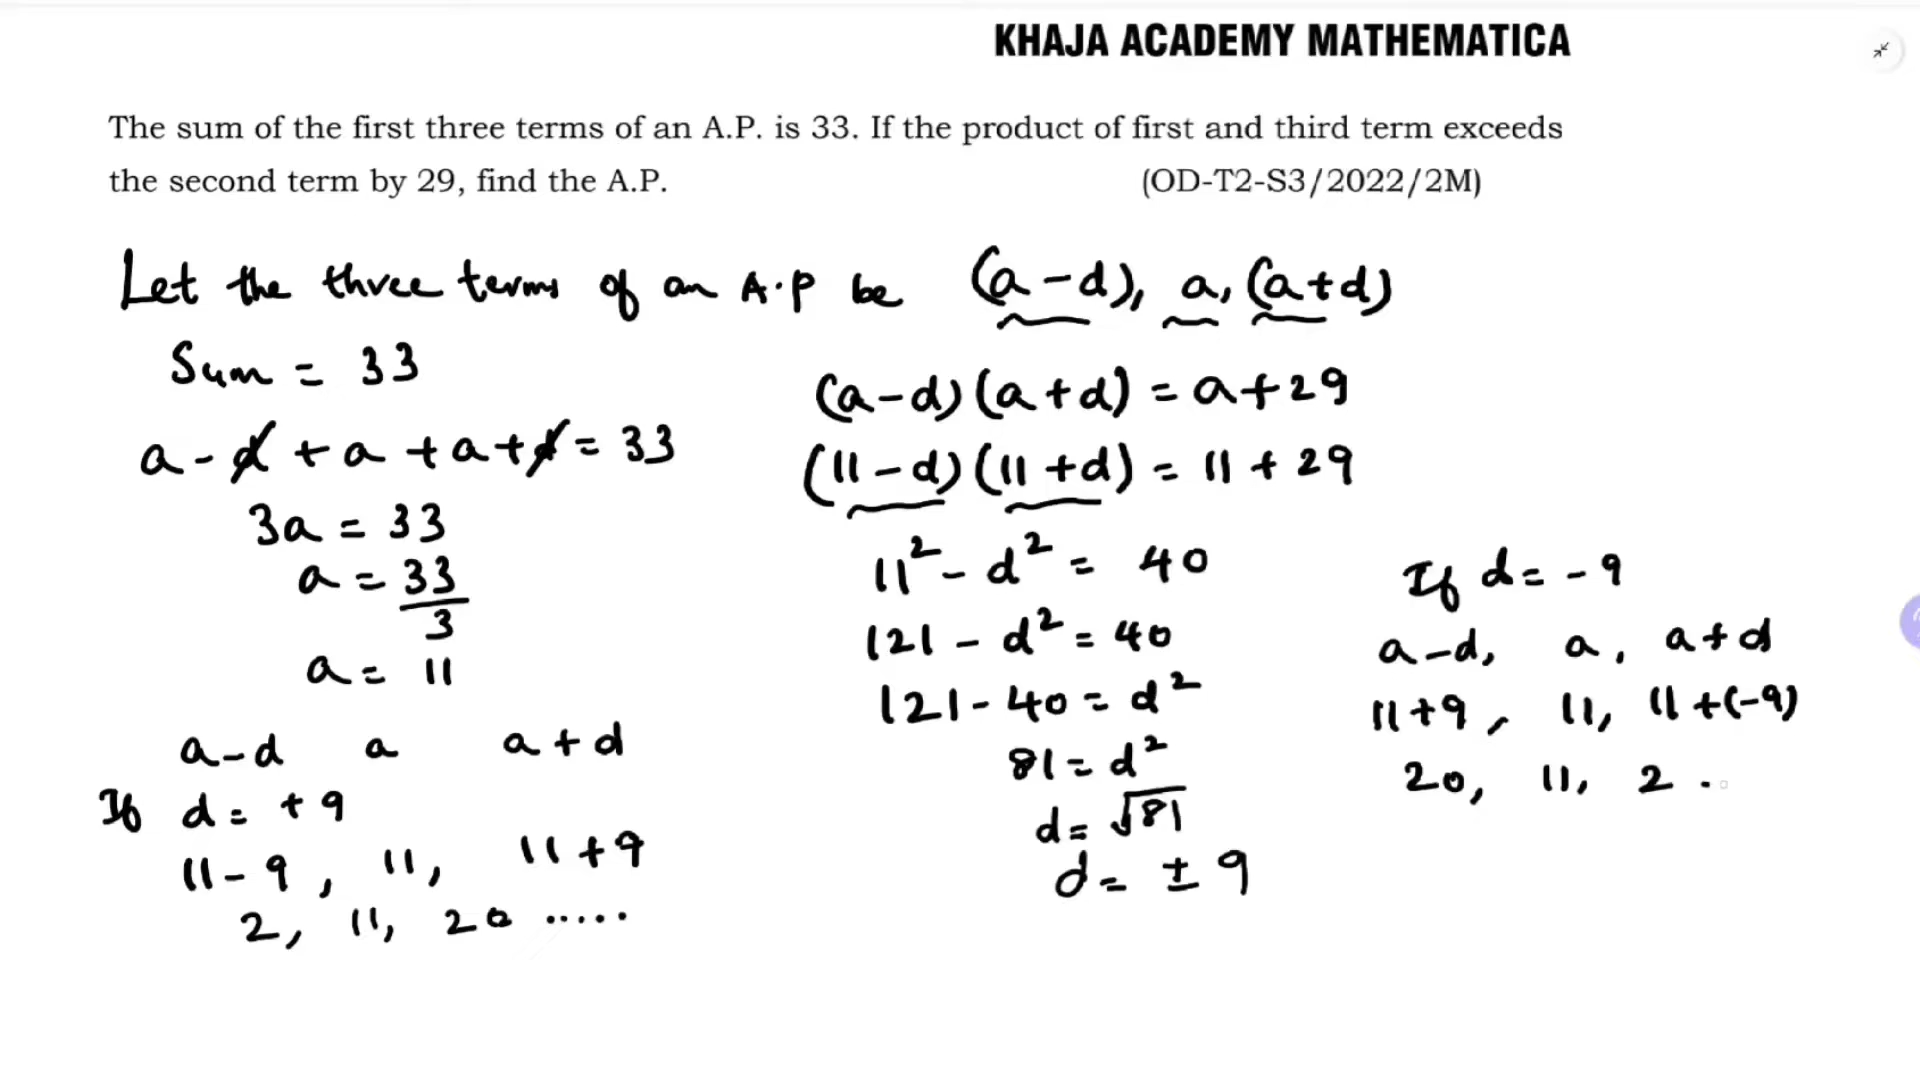 KHAJA ACADEMY MATHEMATICA
The sum of the first three terms of an A.P. is 33. If the product of first and third term exceeds
the second term by 29, find the A.P. (OD-T2-S3/2022/2M)
Let the three terms of an A.P be (a-d), a, (a+d)
Sum = 33
a-d + a + a+d = 33
3a = 33
a = 33/3
a = 11
a-d a a+d
If d = +9
11-9, 11, 11+9
2, 11, 20 .....
(a-d)(a+d) = a+29
(11-d)(11+d) = 11+29
11² - d² = 40
121 - d² = 40
121-40 = d²
81 = d²
d = √81
d = ±9
If d = -9
a-d, a, a+d
11+9, 11, 11+(-9)
20, 11, 2 .